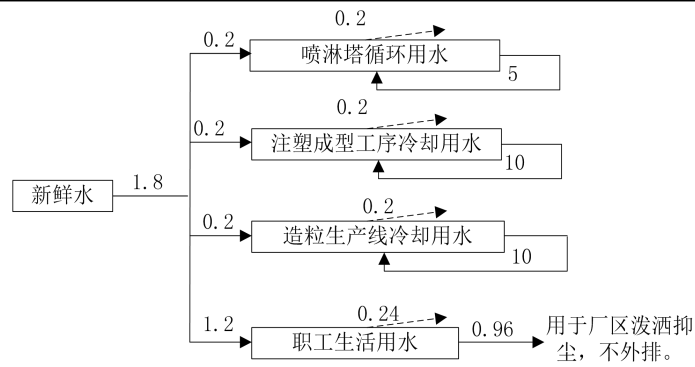 0.2
0.2
喷淋塔循环用水
5
0.2
0.2
注塑成型工序冷却用水
10
新鲜水
1.8
0.2
0.2
造粒生产线冷却用水
10
0.24
1.2
职工生活用水
0.96
用于厂区泼洒抑
尘，不外排。